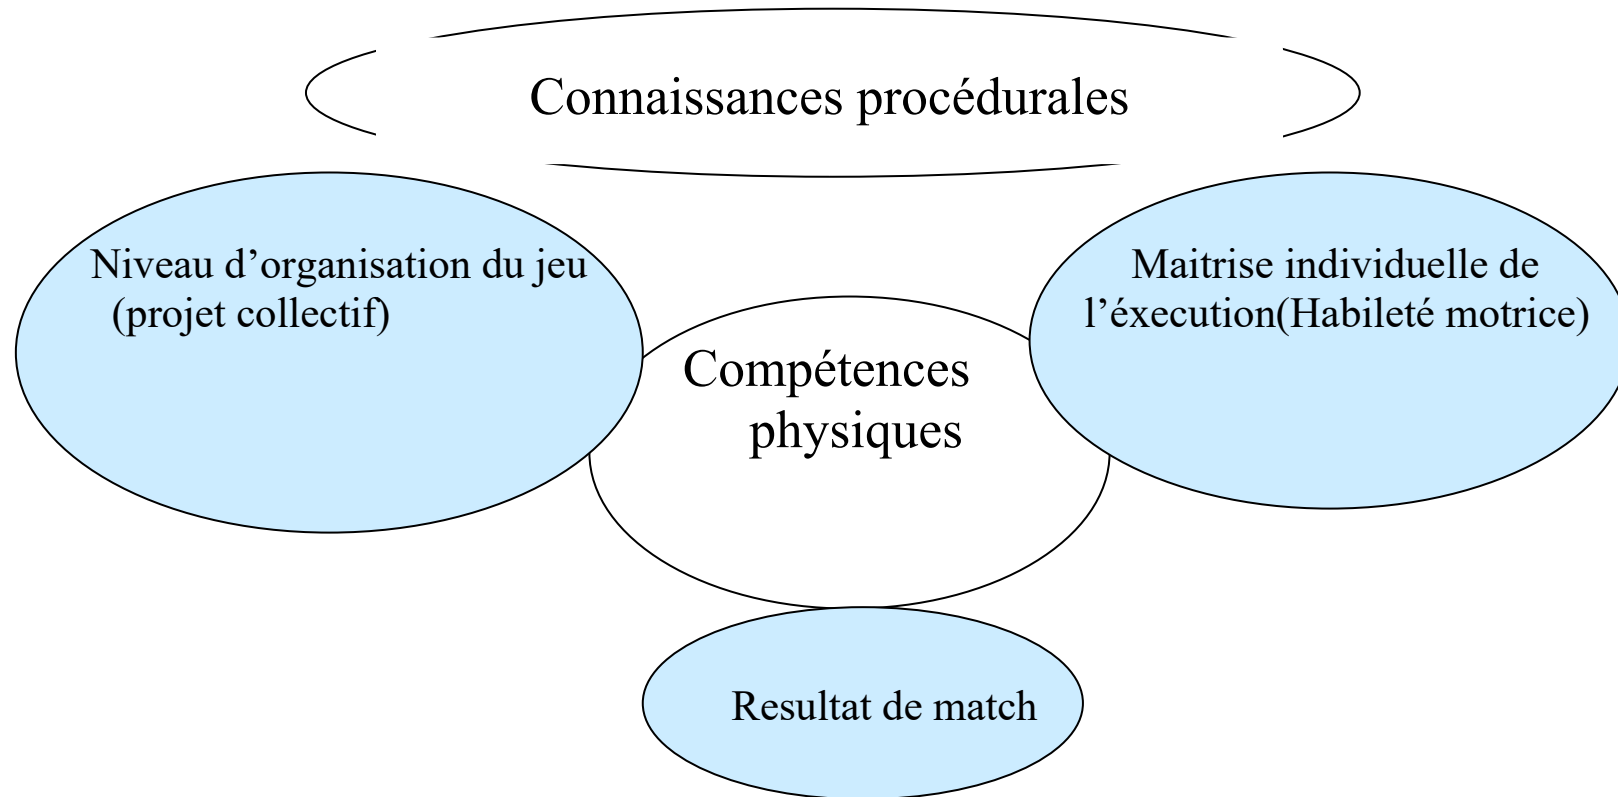 Connaissances procédurales
Niveau d’organisation du jeu
(projet collectif)
Maitrise individuelle de
l’éxecution(Habileté motrice)
Compétences
physiques
Resultat de match